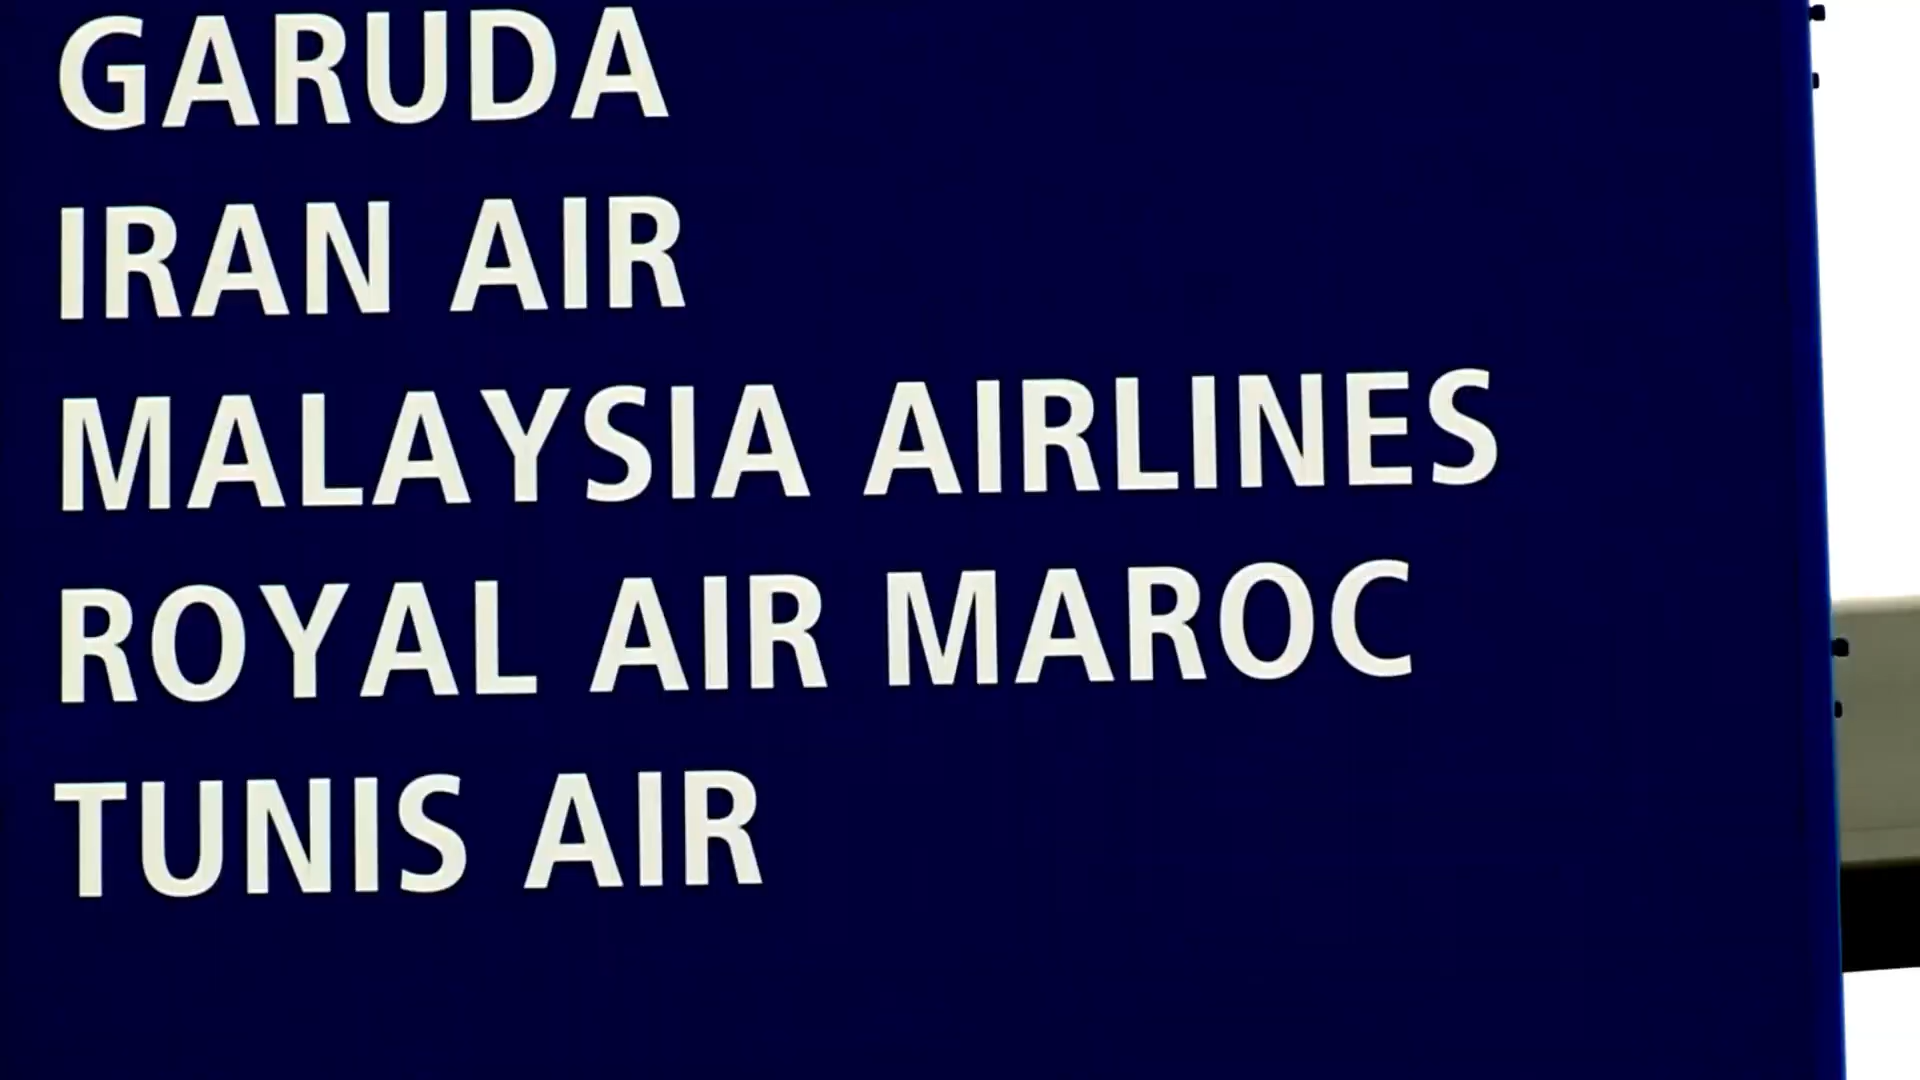 GARUDA
IRAN AIR
MALAYSIA AIRLINES
ROYAL AIR MAROC
TUNIS AIR